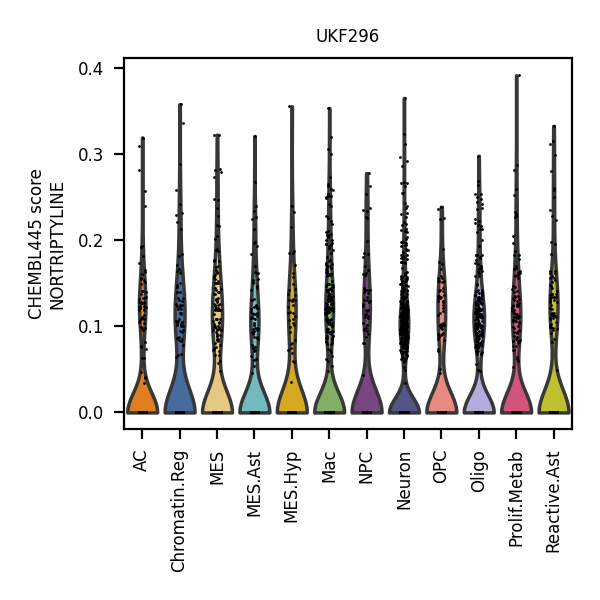 UKF296
CHEMBL445 score
NORTRIPTYLINE
0.4
0.3
0.2
0.1
0.0
AC
Chromatin.Reg
MES
MES.Ast
MES.Hyp
Mac
NPC
Neuron
OPC
Oligo
Prolif.Metab
Reactive.Ast